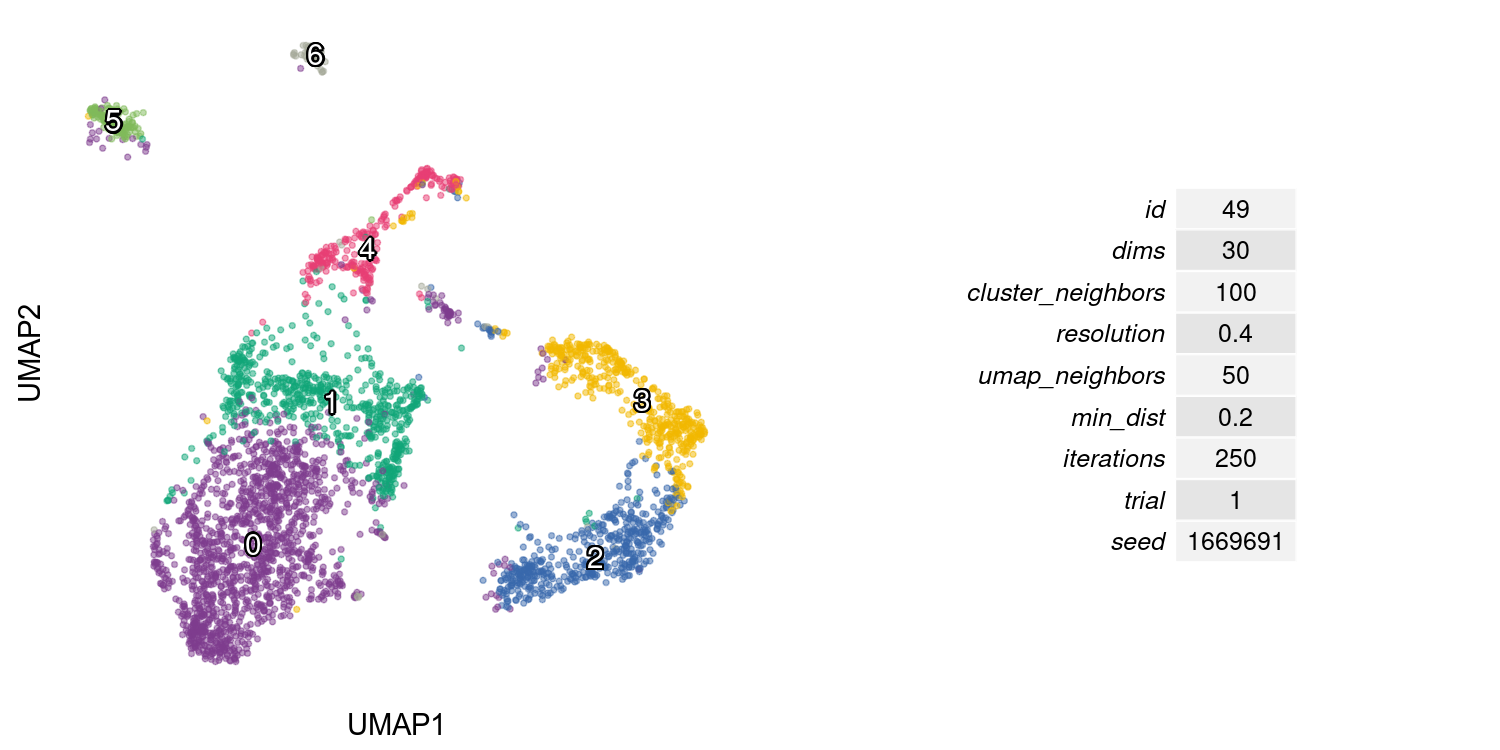 6
5
4
1
3
0
2
UMAP2
UMAP1
id 49
dims 30
cluster_neighbors 100
resolution 0.4
umap_neighbors 50
min_dist 0.2
iterations 250
trial 1
seed 1669691